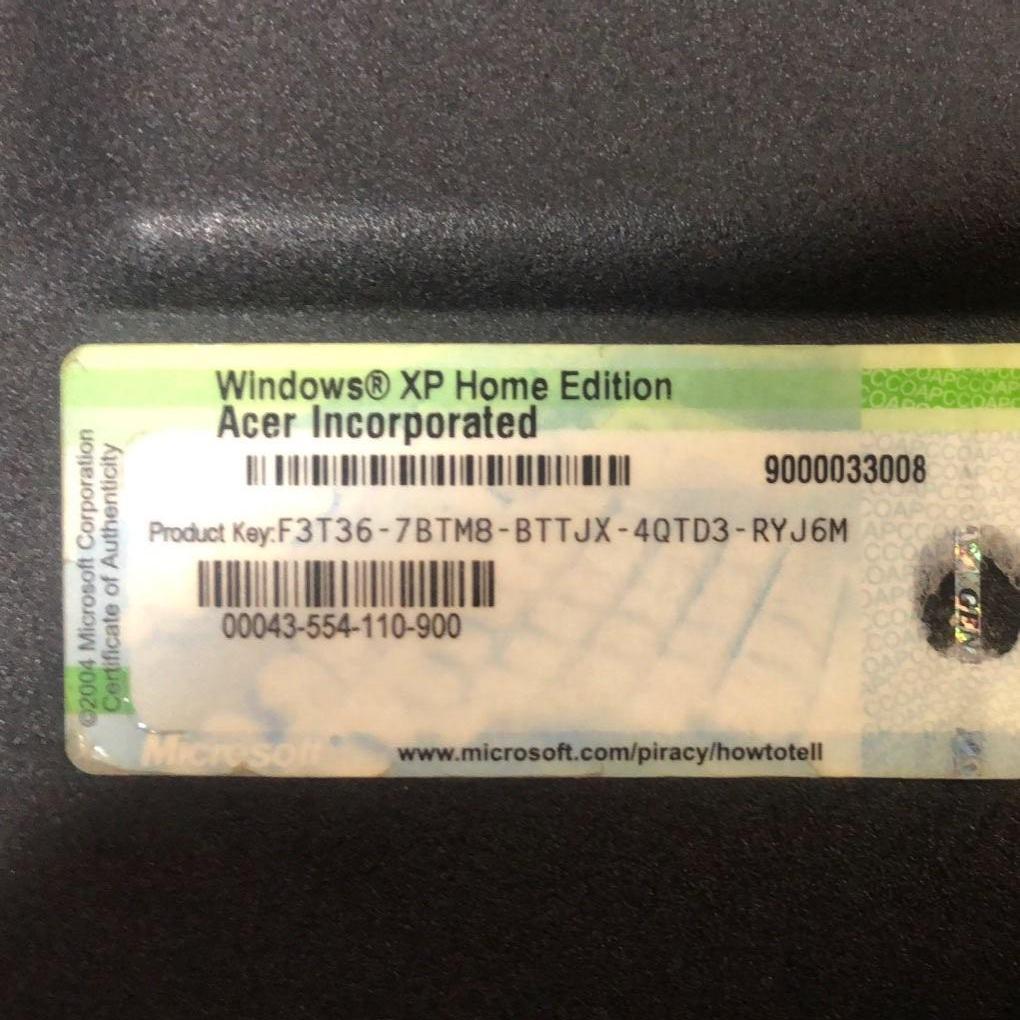 Windows® XP Home Edition
Acer Incorporated
9000033008
Product Key:F3T36-7BTM8-BTTJX-4QTD3-RYJ6M
00043-554-110-900
Microsoft
www.microsoft.com/piracy/howtotell
©2004 Microsoft Corporation
Certificate of Authenticity